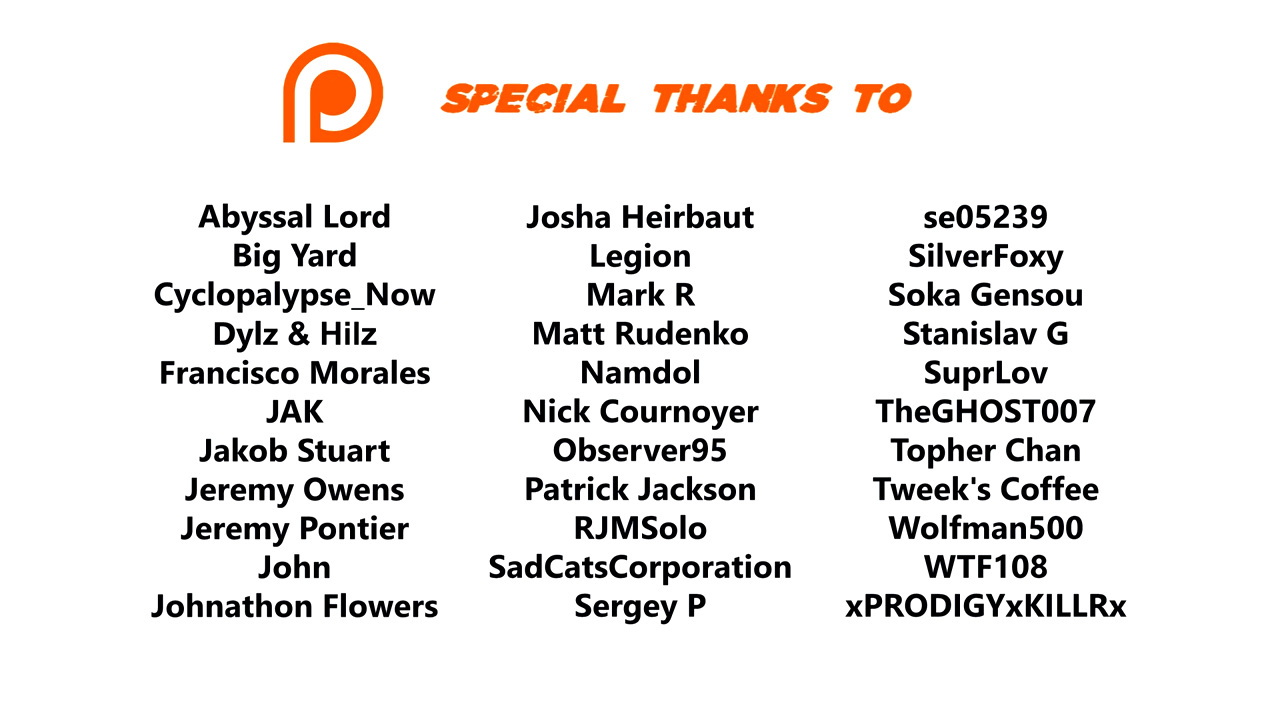 SPECIAL THANKS TO
Abyssal Lord
Big Yard
Cyclopalypse_Now
Dylz & Hilz
Francisco Morales
JAK
Jakob Stuart
Jeremy Owens
Jeremy Pontier
John
Johnathon Flowers
Josha Heirbaut
Legion
Mark R
Matt Rudenko
Namdol
Nick Cournoyer
Observer95
Patrick Jackson
RJMSolo
SadCatsCorporation
Sergey P
se05239
SilverFoxy
Soka Gensou
Stanislav G
SuprLov
TheGHOST007
Topher Chan
Tweek's Coffee
Wolfman500
WTF108
xPRODIGYxKILLRx